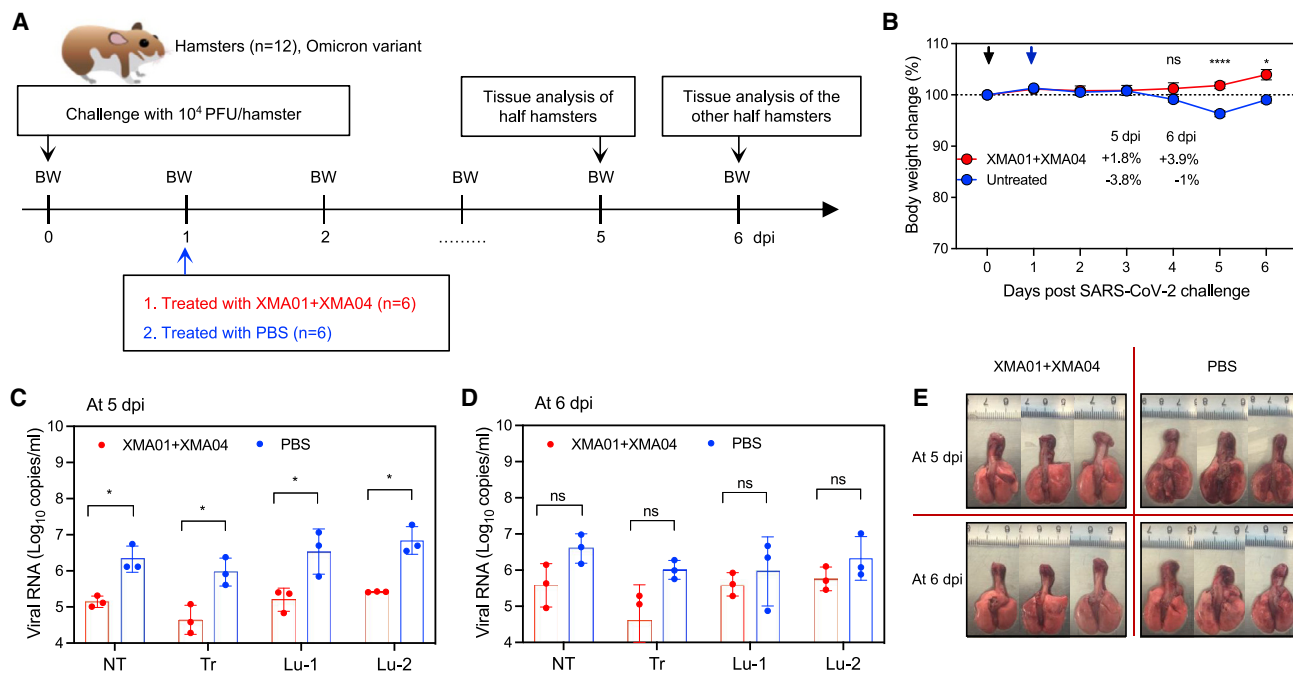 A
Hamsters (n=12), Omicron variant
Challenge with 10⁴ PFU/hamster
Tissue analysis of
half hamsters
Tissue analysis of the
other half hamsters
BW BW BW BW BW BW
0 1 2 ......... 5 6 dpi
1. Treated with XMA01+XMA04 (n=6)
2. Treated with PBS (n=6)
B
Body weight change (%)
110
100
90
80
70
ns **** *
5 dpi 6 dpi
XMA01+XMA04 +1.8% +3.9%
Untreated -3.8% -1%
0 1 2 3 4 5 6
Days post SARS-CoV-2 challenge
C
At 5 dpi
Viral RNA (Log₁₀ copies/ml)
10
9
8
7
6
5
4
XMA01+XMA04 PBS
* * * *
NT Tr Lu-1 Lu-2
D
At 6 dpi
Viral RNA (Log₁₀ copies/ml)
10
9
8
7
6
5
4
XMA01+XMA04 PBS
ns ns ns ns
NT Tr Lu-1 Lu-2
E
XMA01+XMA04 PBS
At 5 dpi
At 6 dpi